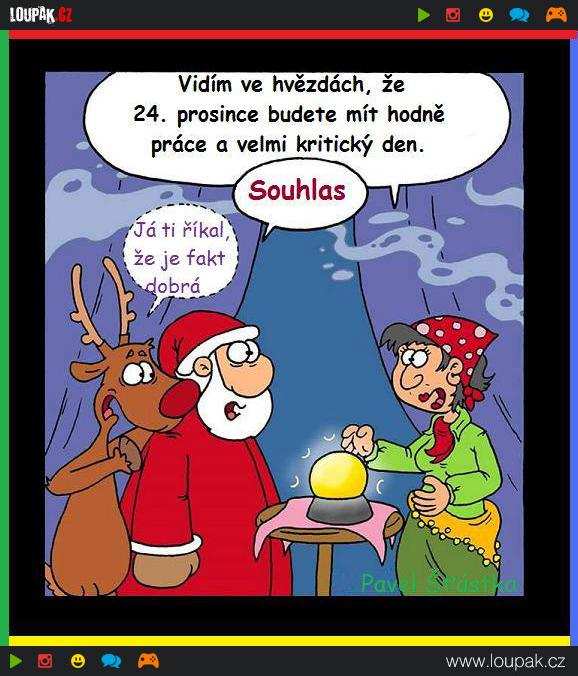 LOUPAK.CZ
Vidím ve hvězdách, že
24. prosince budete mít hodně
práce a velmi kritický den.
Souhlas
Já ti říkal,
že je fakt
dobrá
Pavel Šťástka
www.loupak.cz